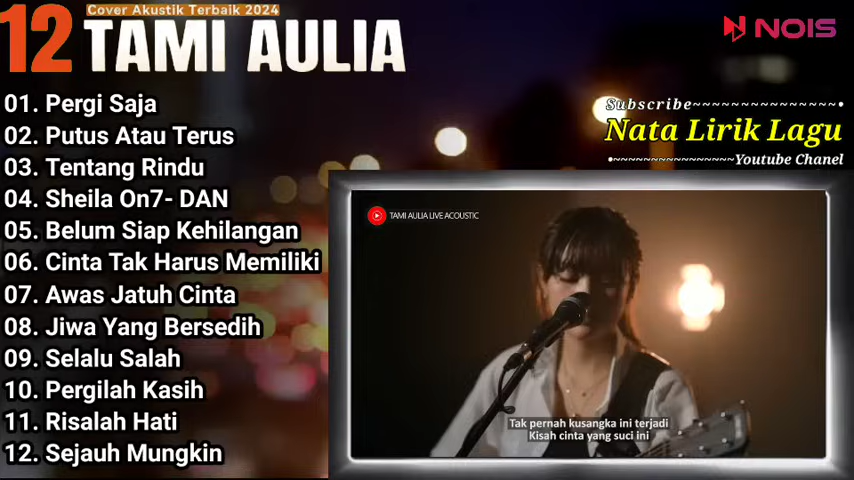 12
Cover Akustik Terbaik 2024
TAMI AULIA
NOIS
01. Pergi Saja
02. Putus Atau Terus
03. Tentang Rindu
04. Sheila On7- DAN
05. Belum Siap Kehilangan
06. Cinta Tak Harus Memiliki
07. Awas Jatuh Cinta
08. Jiwa Yang Bersedih
09. Selalu Salah
10. Pergilah Kasih
11. Risalah Hati
12. Sejauh Mungkin
Subscribe~~~~~~~~~~~~~~~•
Nata Lirik Lagu
•~~~~~~~~~~~~~~~Youtube Chanel
TAMI AULIA LIVE ACOUSTIC
Tak pernah kusangka ini terjadi
Kisah cinta yang suci ini